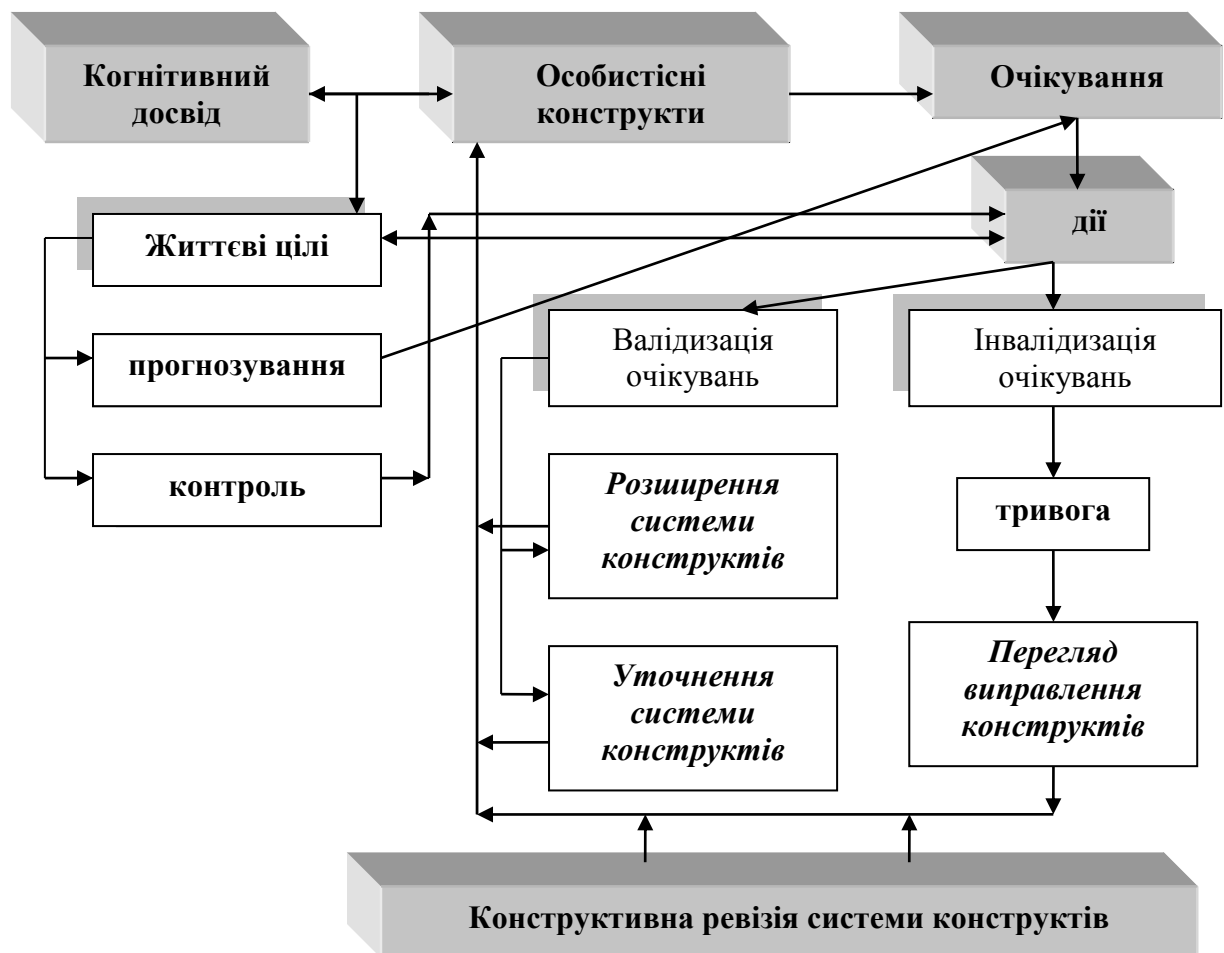 Когнітивний
досвід
Особистісні
конструкти
Очікування
дії
Життєві цілі
прогнозування
контроль
Валідизація
очікувань
Інвалідизація
очікувань
Розширення
системи
конструктів
тривога
Уточнення
системи
конструктів
Перегляд
виправлення
конструктів
Конструктивна ревізія системи конструктів